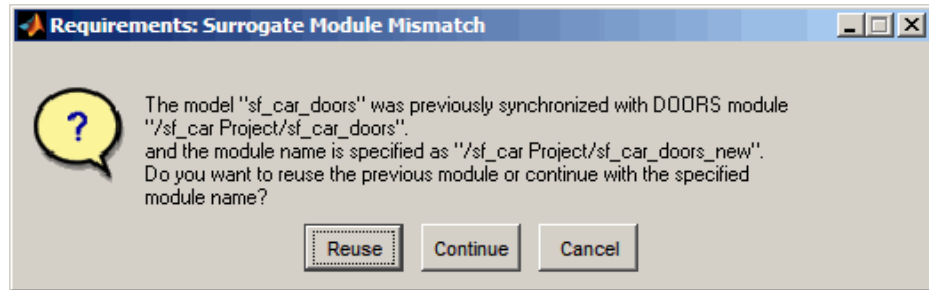 Requirements: Surrogate Module Mismatch
?
The model "sf_car_doors" was previously synchronized with DOORS module
"/sf_car Project/sf_car_doors".
and the module name is specified as "/sf_car Project/sf_car_doors_new".
Do you want to reuse the previous module or continue with the specified
module name?
Reuse Continue Cancel